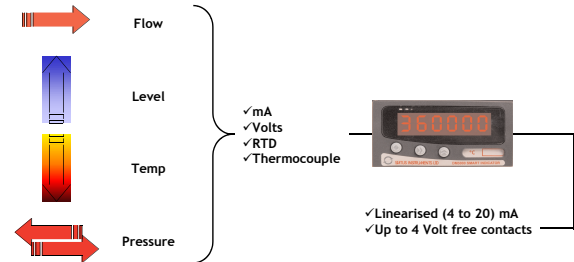 Flow
Level
Temp
Pressure
✓mA
✓Volts
✓RTD
✓Thermocouple
360000
°C
✓Linearised (4 to 20) mA
✓Up to 4 Volt free contacts